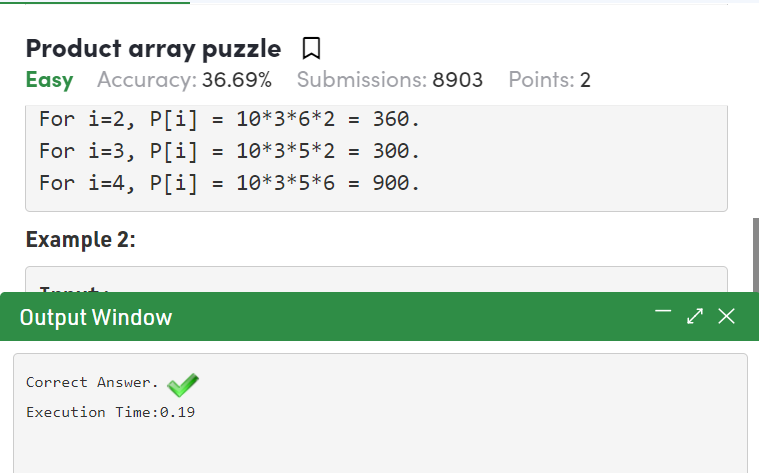 Product array puzzle
Easy Accuracy: 36.69% Submissions: 8903 Points: 2
For i=2, P[i] = 10*3*6*2 = 360.
For i=3, P[i] = 10*3*5*2 = 300.
For i=4, P[i] = 10*3*5*6 = 900.
Example 2:
Input:
Output Window
Correct Answer.
Execution Time:0.19